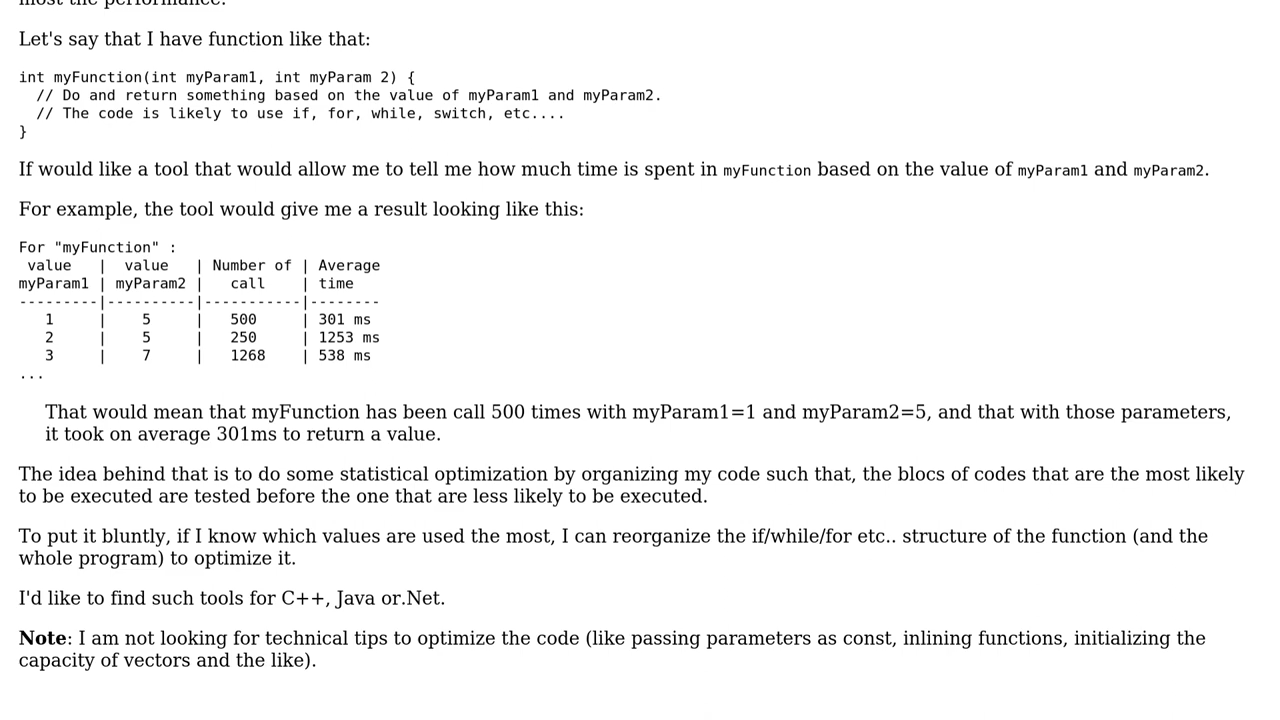 most the performance.
Let's say that I have function like that:
int myFunction(int myParam1, int myParam 2) {
  // Do and return something based on the value of myParam1 and myParam2.
  // The code is likely to use if, for, while, switch, etc....
}
If would like a tool that would allow me to tell me how much time is spent in myFunction based on the value of myParam1 and myParam2.
For example, the tool would give me a result looking like this:
For "myFunction" :
 value   |  value   | Number of | Average
myParam1 | myParam2 |   call    | time
---------|----------|-----------|--------
   1     |    5     |   500     | 301 ms
   2     |    5     |   250     | 1253 ms
   3     |    7     |   1268    | 538 ms
...
That would mean that myFunction has been call 500 times with myParam1=1 and myParam2=5, and that with those parameters,
it took on average 301ms to return a value.
The idea behind that is to do some statistical optimization by organizing my code such that, the blocs of codes that are the most likely
to be executed are tested before the one that are less likely to be executed.
To put it bluntly, if I know which values are used the most, I can reorganize the if/while/for etc.. structure of the function (and the
whole program) to optimize it.
I'd like to find such tools for C++, Java or.Net.
Note: I am not looking for technical tips to optimize the code (like passing parameters as const, inlining functions, initializing the
capacity of vectors and the like).